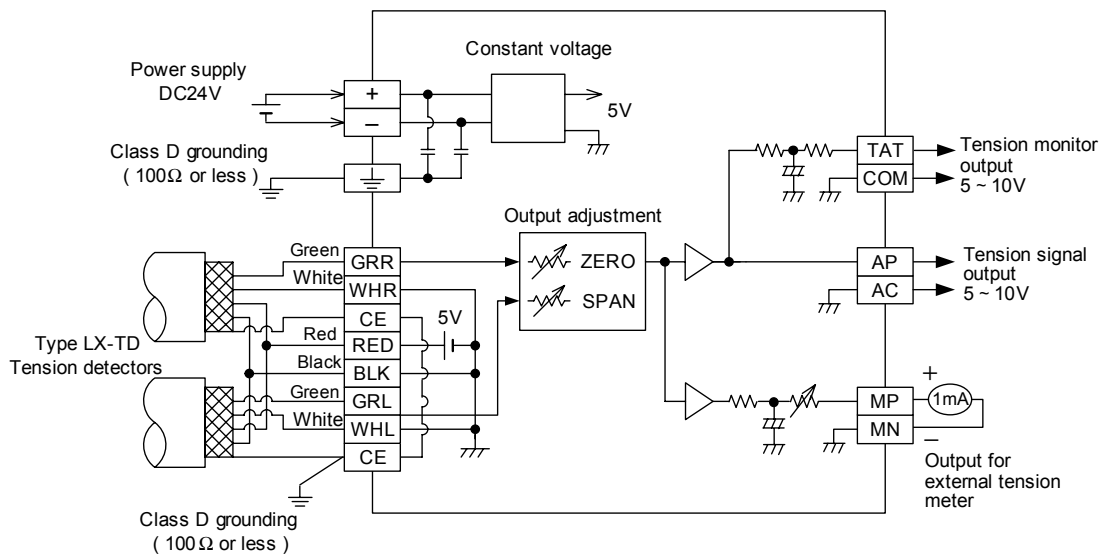 Constant voltage
Power supply
DC24V
+
–
5V
Class D grounding
( 100Ω or less )
TAT
COM
Tension monitor
output
5 ~ 10V
Output adjustment
ZERO
SPAN
AP
AC
Tension signal
output
5 ~ 10V
Green
White
Red
Black
Green
White
GRR
WHR
CE
RED
BLK
GRL
WHL
CE
5V
Type LX-TD
Tension detectors
MP
MN
+
1mA
–
Output for
external tension
meter
Class D grounding
( 100Ω or less )